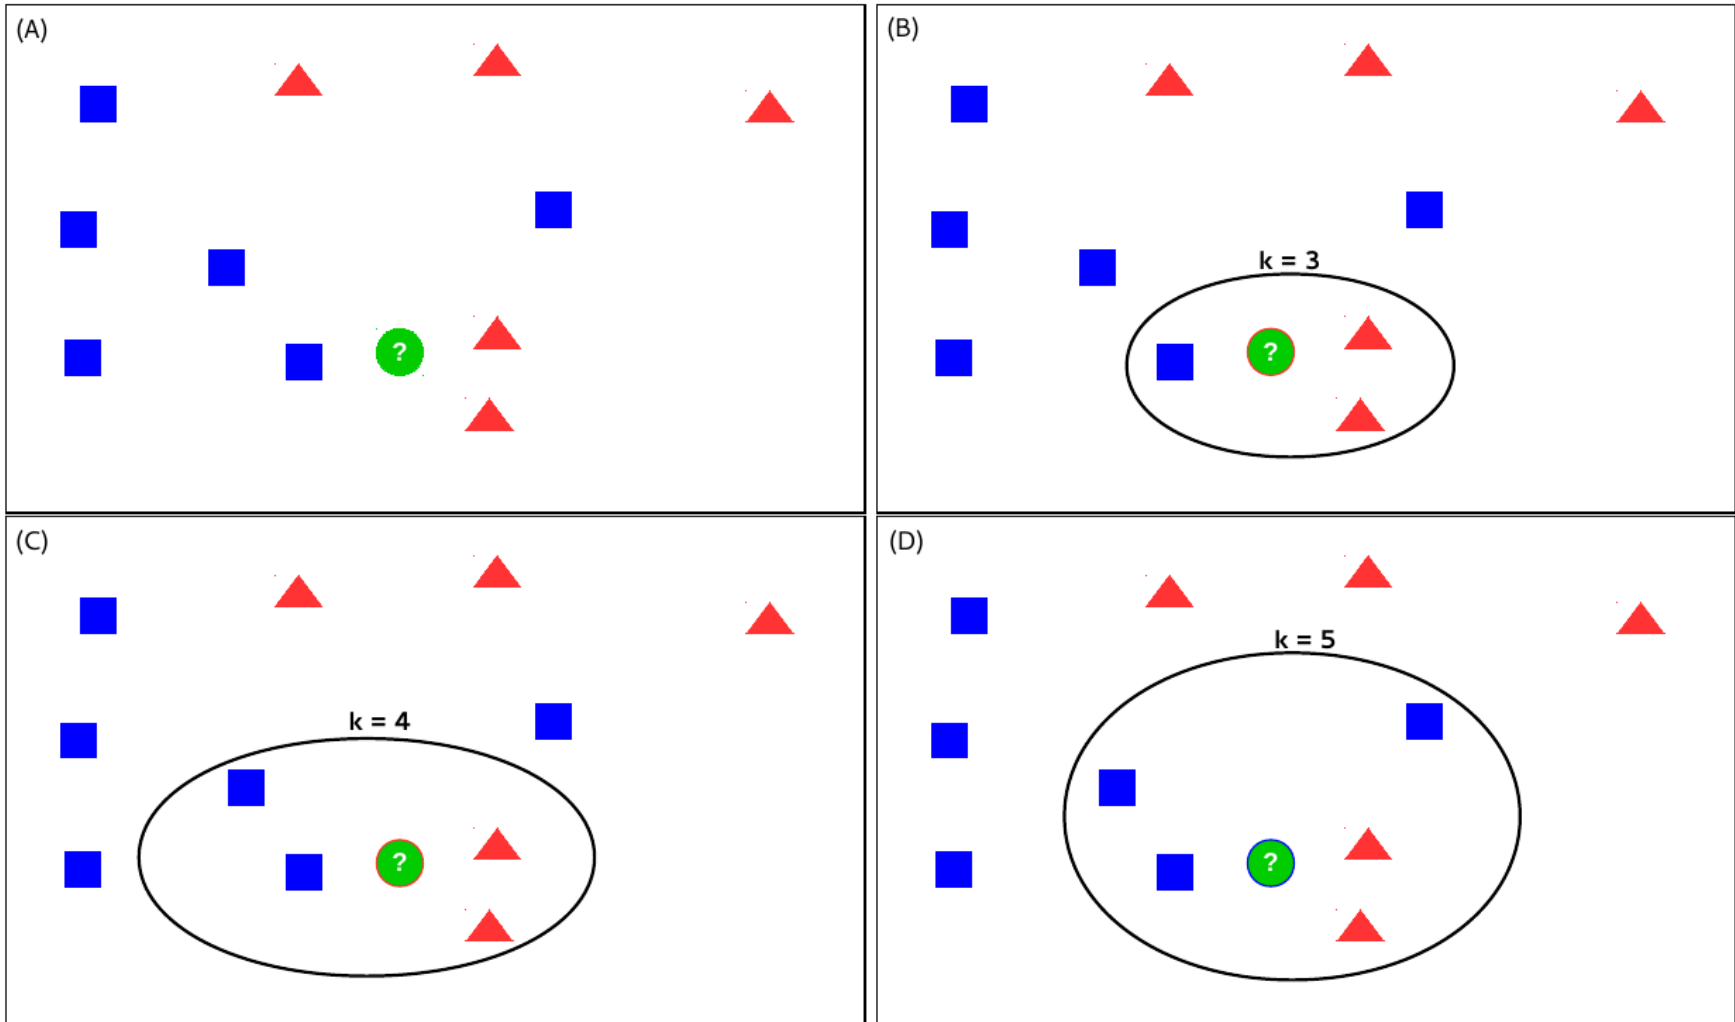 (A)
?
(B)
k = 3
?
(C)
k = 4
?
(D)
k = 5
?